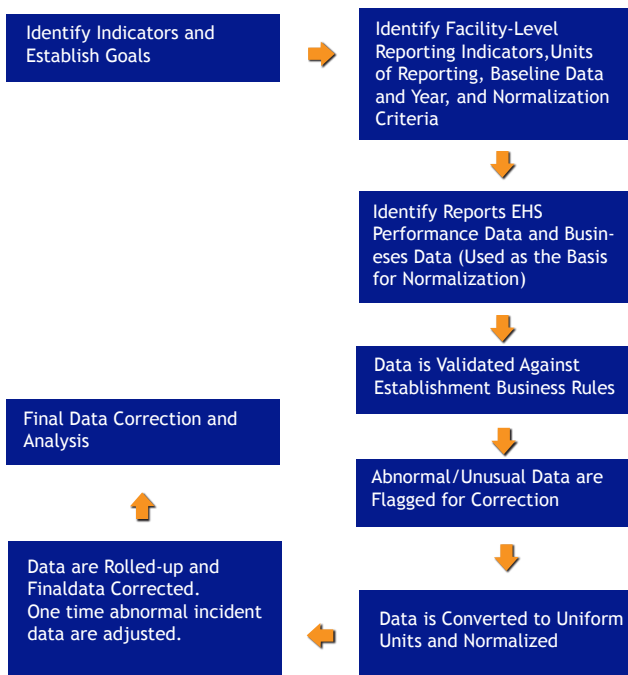 Identify Indicators and
Establish Goals
Identify Facility-Level
Reporting Indicators,Units
of Reporting, Baseline Data
and Year, and Normalization
Criteria
Identify Reports EHS
Performance Data and Busin-
eses Data (Used as the Basis
for Normalization)
Data is Validated Against
Establishment Business Rules
Abnormal/Unusual Data are
Flagged for Correction
Data is Converted to Uniform
Units and Normalized
Data are Rolled-up and
Finaldata Corrected.
One time abnormal incident
data are adjusted.
Final Data Correction and
Analysis